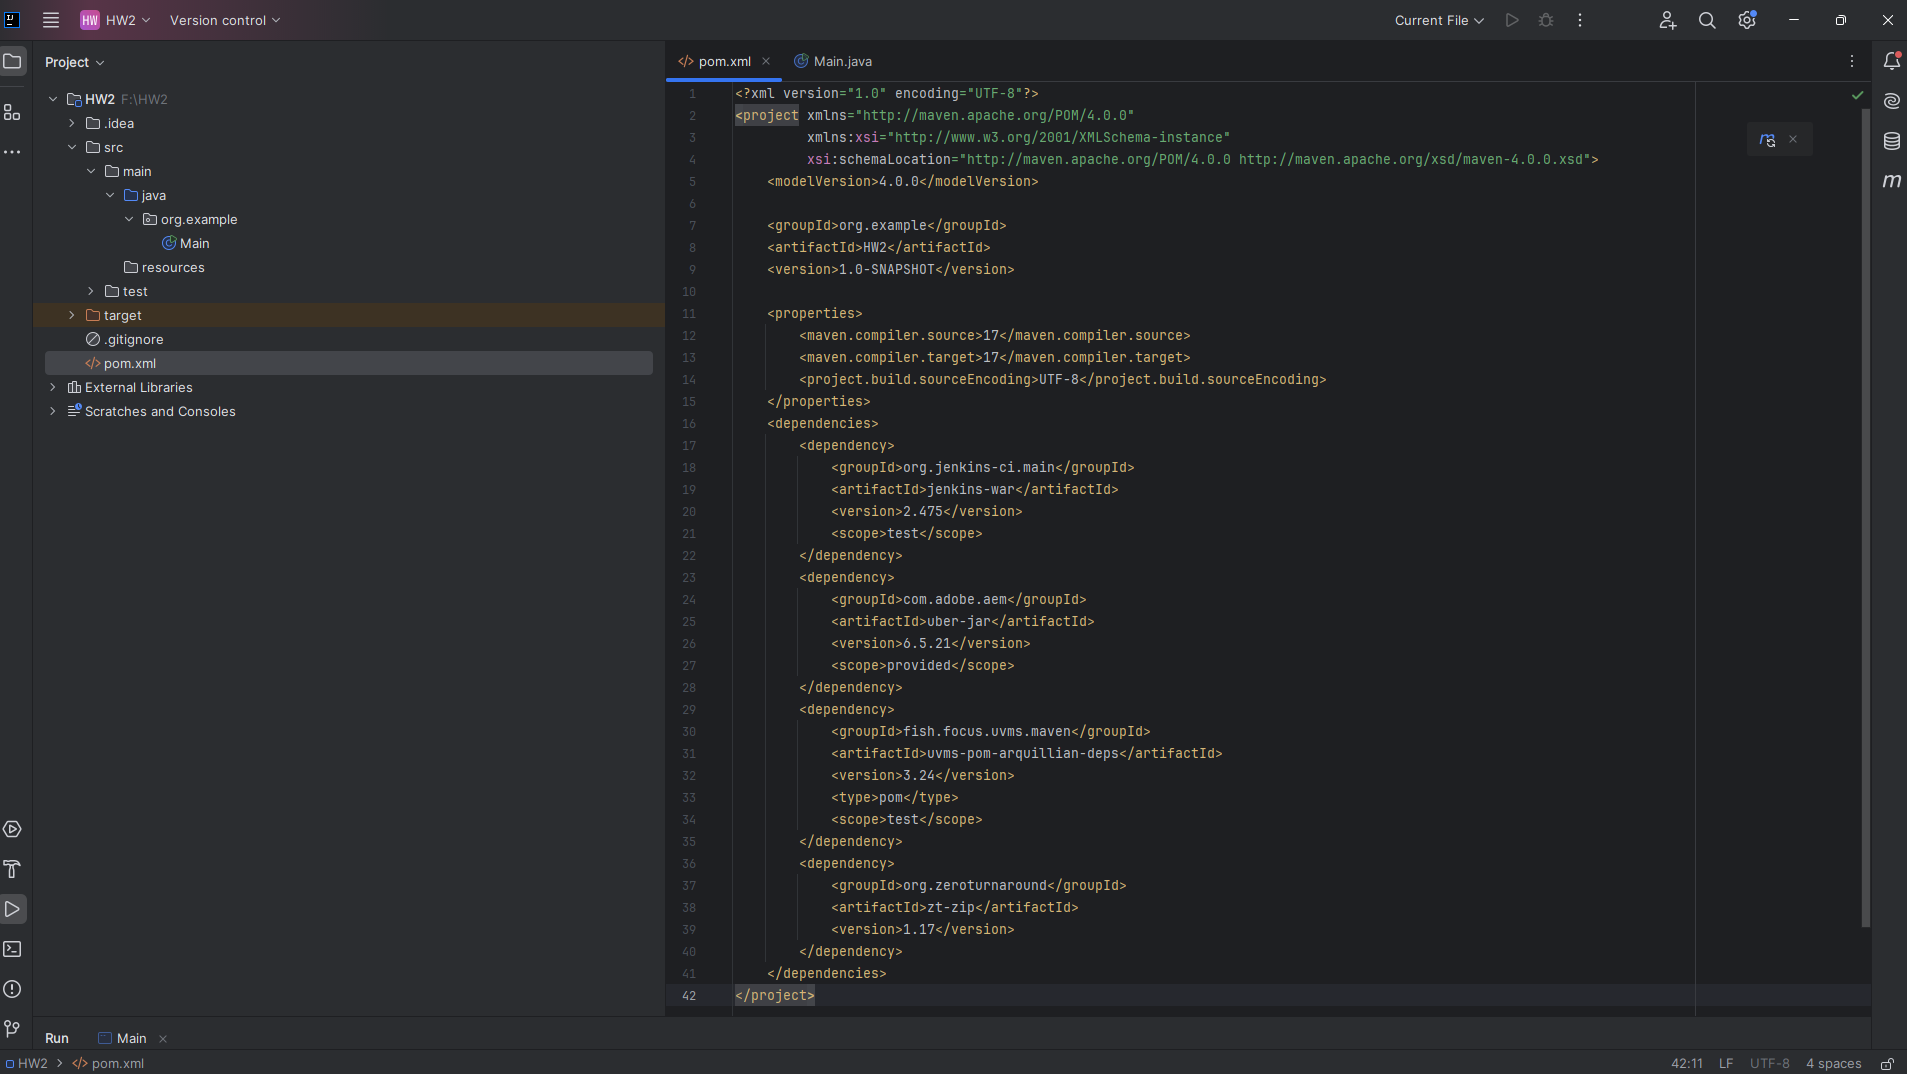 HW HW2 Version control Current File
Project
pom.xml
Main.java
HW2 F:\HW2
.idea
src
main
java
org.example
Main
resources
test
target
.gitignore
pom.xml
External Libraries
Scratches and Consoles
1 <?xml version="1.0" encoding="UTF-8"?>
2 <project xmlns="http://maven.apache.org/POM/4.0.0"
3 xmlns:xsi="http://www.w3.org/2001/XMLSchema-instance"
4 xsi:schemaLocation="http://maven.apache.org/POM/4.0.0 http://maven.apache.org/xsd/maven-4.0.0.xsd">
5 <modelVersion>4.0.0</modelVersion>
6
7 <groupId>org.example</groupId>
8 <artifactId>HW2</artifactId>
9 <version>1.0-SNAPSHOT</version>
10
11 <properties>
12 <maven.compiler.source>17</maven.compiler.source>
13 <maven.compiler.target>17</maven.compiler.target>
14 <project.build.sourceEncoding>UTF-8</project.build.sourceEncoding>
15 </properties>
16 <dependencies>
17 <dependency>
18 <groupId>org.jenkins-ci.main</groupId>
19 <artifactId>jenkins-war</artifactId>
20 <version>2.475</version>
21 <scope>test</scope>
22 </dependency>
23 <dependency>
24 <groupId>com.adobe.aem</groupId>
25 <artifactId>uber-jar</artifactId>
26 <version>6.5.21</version>
27 <scope>provided</scope>
28 </dependency>
29 <dependency>
30 <groupId>fish.focus.uvms.maven</groupId>
31 <artifactId>uvms-pom-arquillian-deps</artifactId>
32 <version>3.24</version>
33 <type>pom</type>
34 <scope>test</scope>
35 </dependency>
36 <dependency>
37 <groupId>org.zeroturnaround</groupId>
38 <artifactId>zt-zip</artifactId>
39 <version>1.17</version>
40 </dependency>
41 </dependencies>
42 </project>
Run Main
HW2 > pom.xml 42:11 LF UTF-8 4 spaces